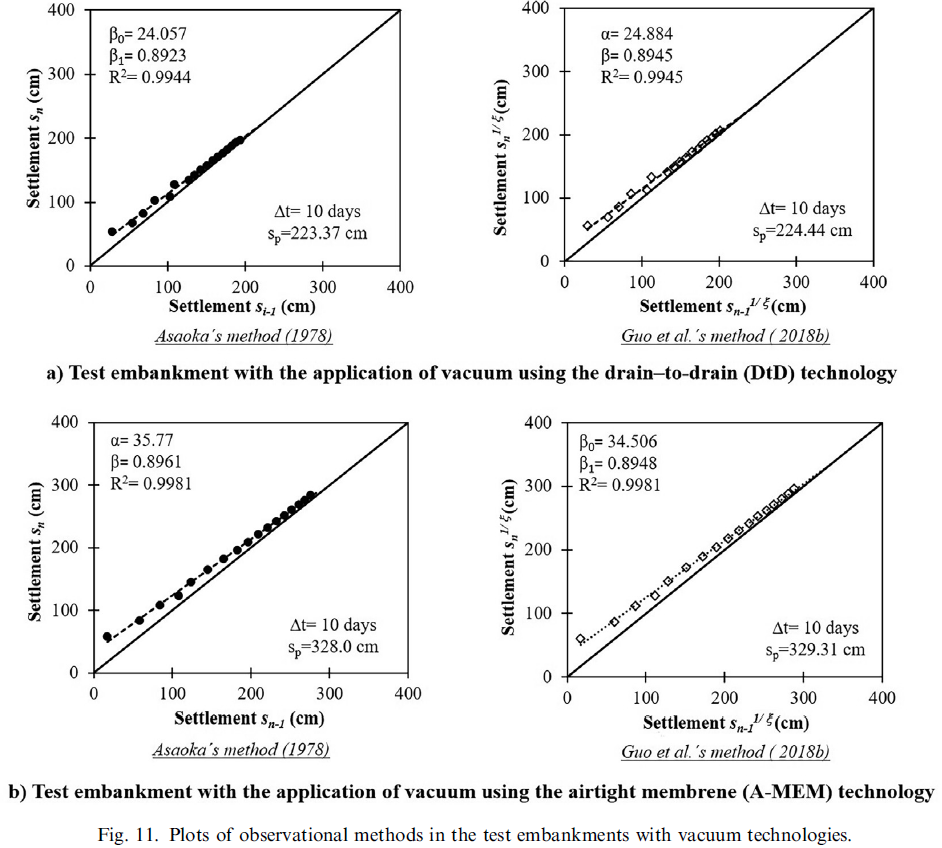 β0= 24.057
β1= 0.8923
R2= 0.9944
400
300
200
100
0
Settlement sn (cm)
Δt= 10 days
sp=223.37 cm
0 100 200 300 400
Settlement si-1 (cm)
Asaoka´s method (1978)
α= 24.884
β= 0.8945
R2= 0.9945
400
300
200
100
0
Settlement sn1/ξ(cm)
Δt= 10 days
sp=224.44 cm
0 100 200 300 400
Settlement sn-11/ξ(cm)
Guo et al.´s method ( 2018b)
a) Test embankment with the application of vacuum using the drain–to-drain (DtD) technology
α= 35.77
β= 0.8961
R2= 0.9981
400
300
200
100
0
Settlement sn (cm)
Δt= 10 days
sp=328.0 cm
0 100 200 300 400
Settlement sn-1 (cm)
Asaoka´s method (1978)
β0= 34.506
β1= 0.8948
R2= 0.9981
400
300
200
100
0
Settlement sn1/ξ(cm)
Δt= 10 days
sp=329.31 cm
0 100 200 300 400
Settlement sn-11/ξ(cm)
Guo et al.´s method ( 2018b)
b) Test embankment with the application of vacuum using the airtight membrene (A-MEM) technology
Fig. 11. Plots of observational methods in the test embankments with vacuum technologies.